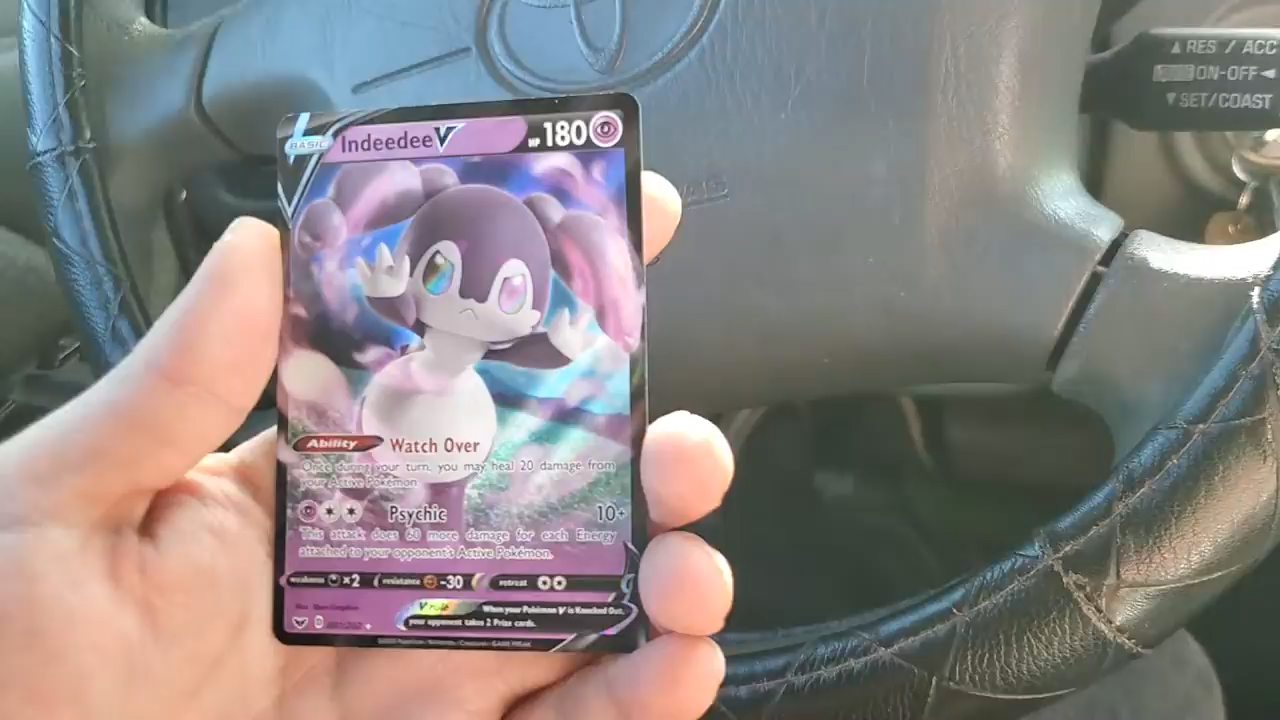 ▲RES / ACC
ON-OFF◄
▼SET/COAST
BASIC Indeedee V HP 180
Ability Watch Over
Once during your turn, you may heal 20 damage from
your Active Pokémon.
Psychic 10+
This attack does 60 more damage for each Energy
attached to your opponent's Active Pokémon.
weakness ×2 resistance -30 retreat
V rule When your Pokémon V is Knocked Out,
your opponent takes 2 Prize cards.